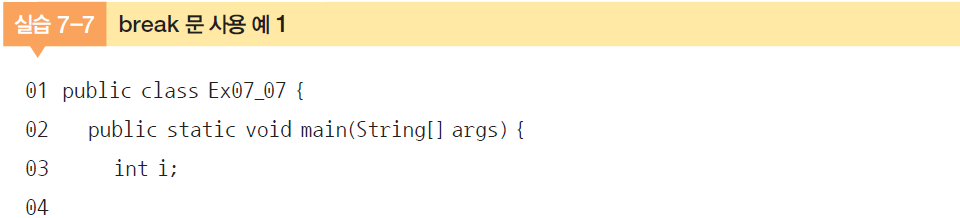 실습 7-7 break 문 사용 예 1
01 public class Ex07_07 {
02 public static void main(String[] args) {
03 int i;
04